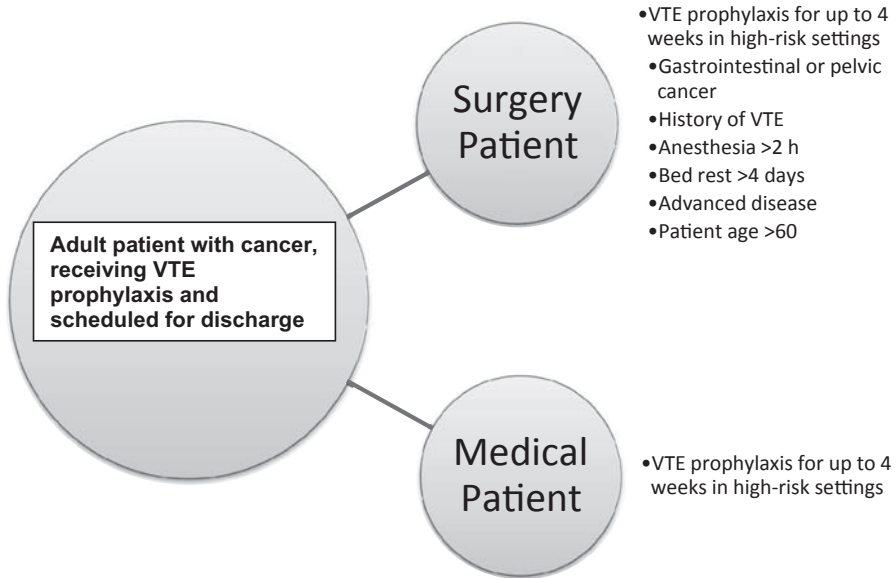 Adult patient with cancer,
receiving VTE
prophylaxis and
scheduled for discharge
Surgery
Patient
•VTE prophylaxis for up to 4
weeks in high-risk settings
•Gastrointestinal or pelvic
cancer
•History of VTE
•Anesthesia >2 h
•Bed rest >4 days
•Advanced disease
•Patient age >60
Medical
Patient
•VTE prophylaxis for up to 4
weeks in high-risk settings